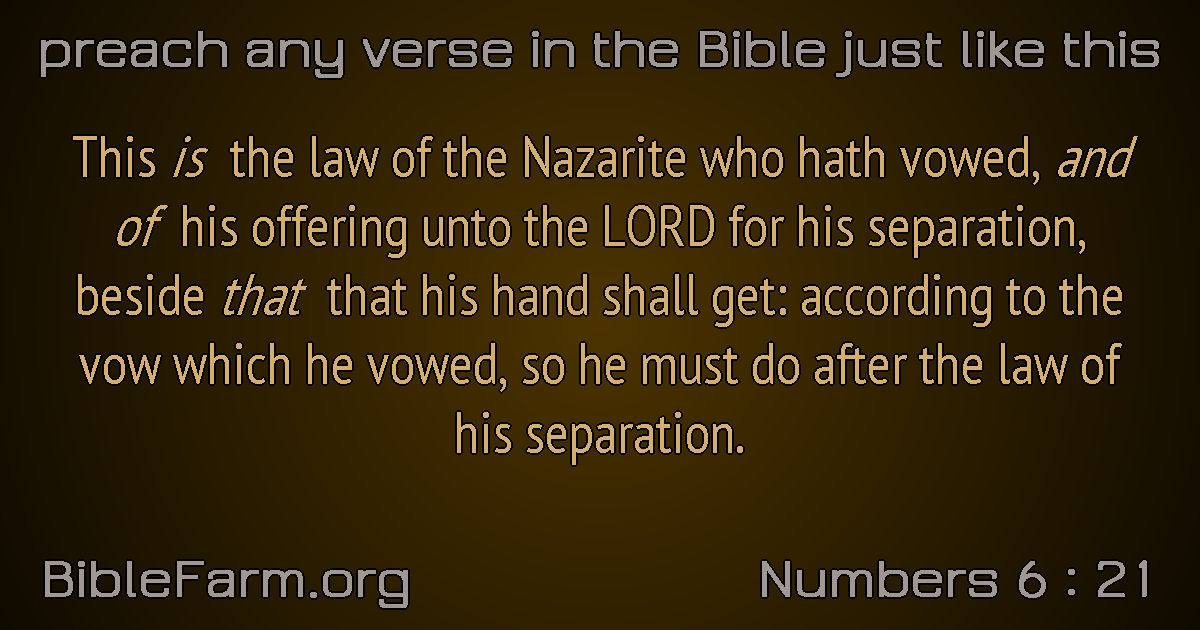 preach any verse in the Bible just like this
This is the law of the Nazarite who hath vowed, and
of his offering unto the LORD for his separation,
beside that that his hand shall get: according to the
vow which he vowed, so he must do after the law of
his separation.
BibleFarm.org
Numbers 6 : 21